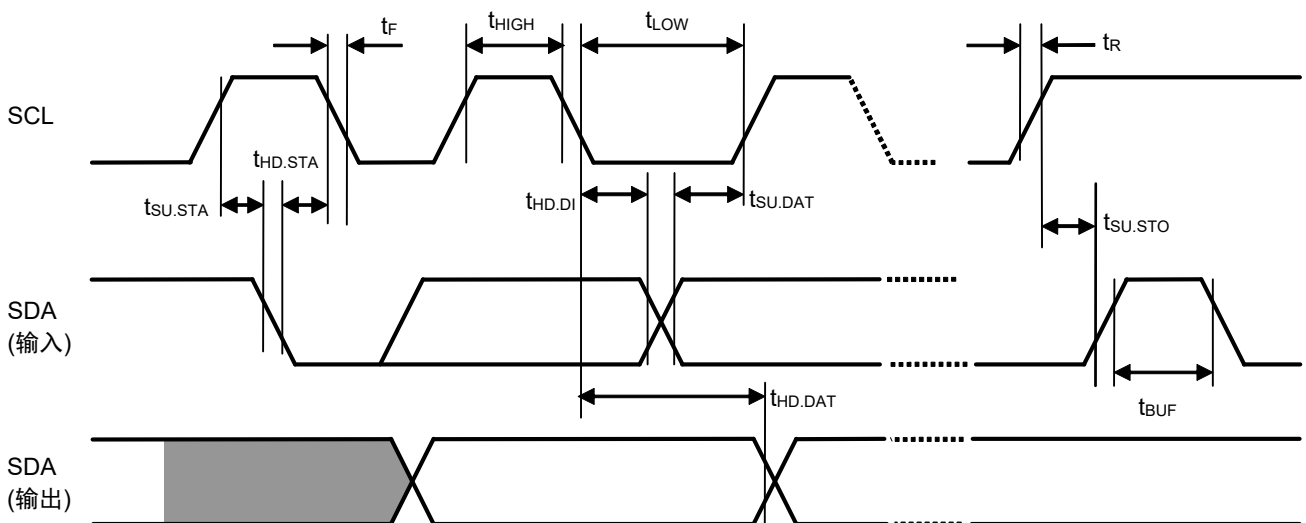 tF
tHIGH
tLOW
tR
SCL
tHD.STA
tSU.STA
tHD.DI
tSU.DAT
tSU.STO
SDA
(输入)
tHD.DAT
tBUF
SDA
(输出)